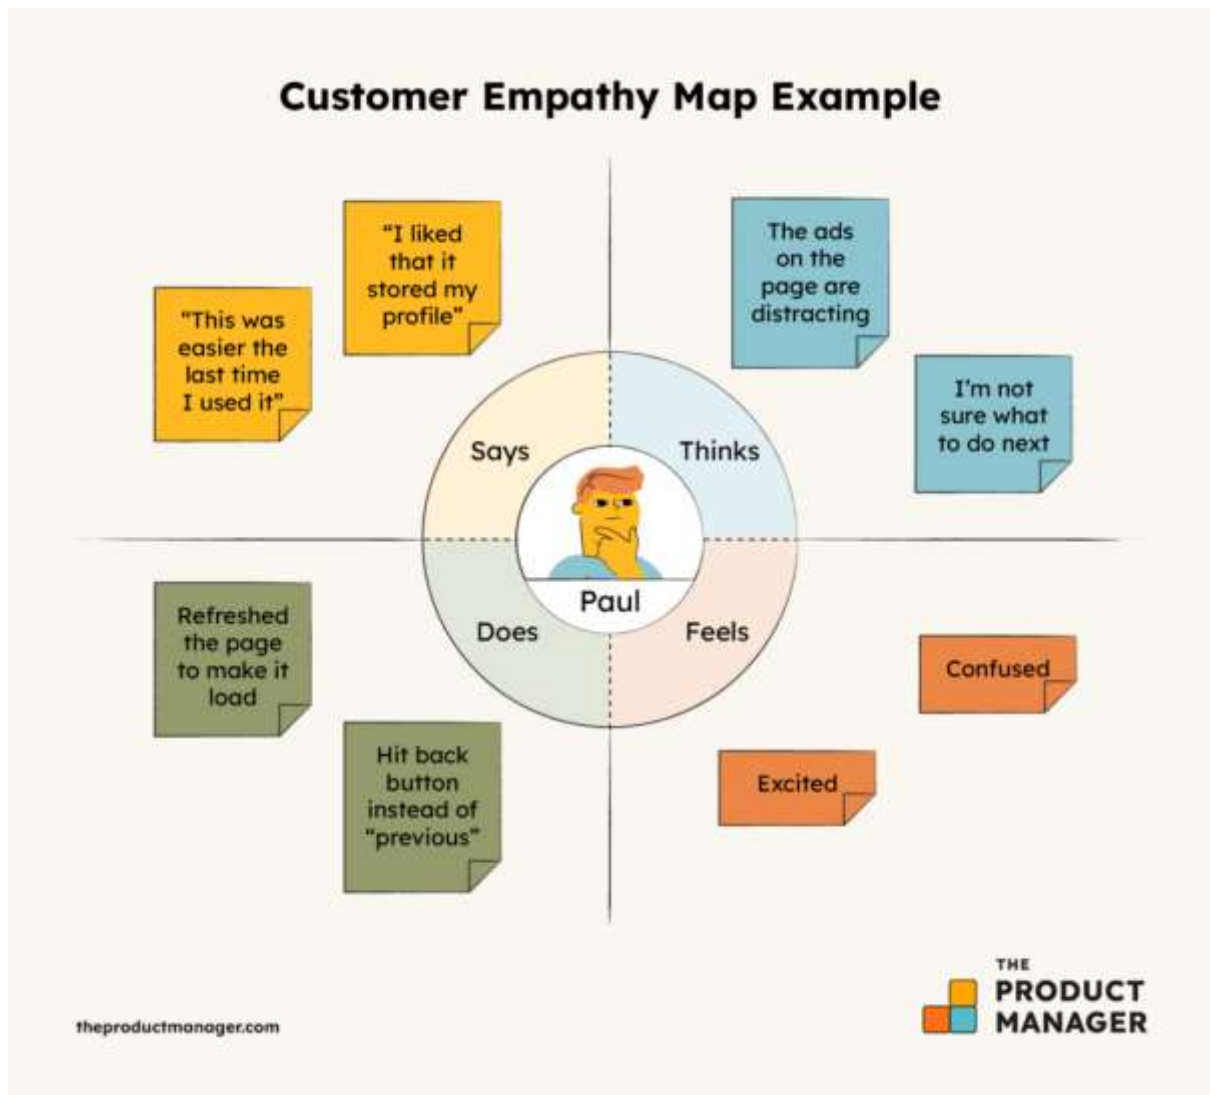 Customer Empathy Map Example
“I liked
that it
stored my
profile”
“This was
easier the
last time
I used it”
The ads
on the
page are
distracting
I’m not
sure what
to do next
Says
Thinks
Paul
Does
Feels
Refreshed
the page
to make it
load
Hit back
button
instead of
“previous”
Confused
Excited
theproductmanager.com
THE
PRODUCT
MANAGER